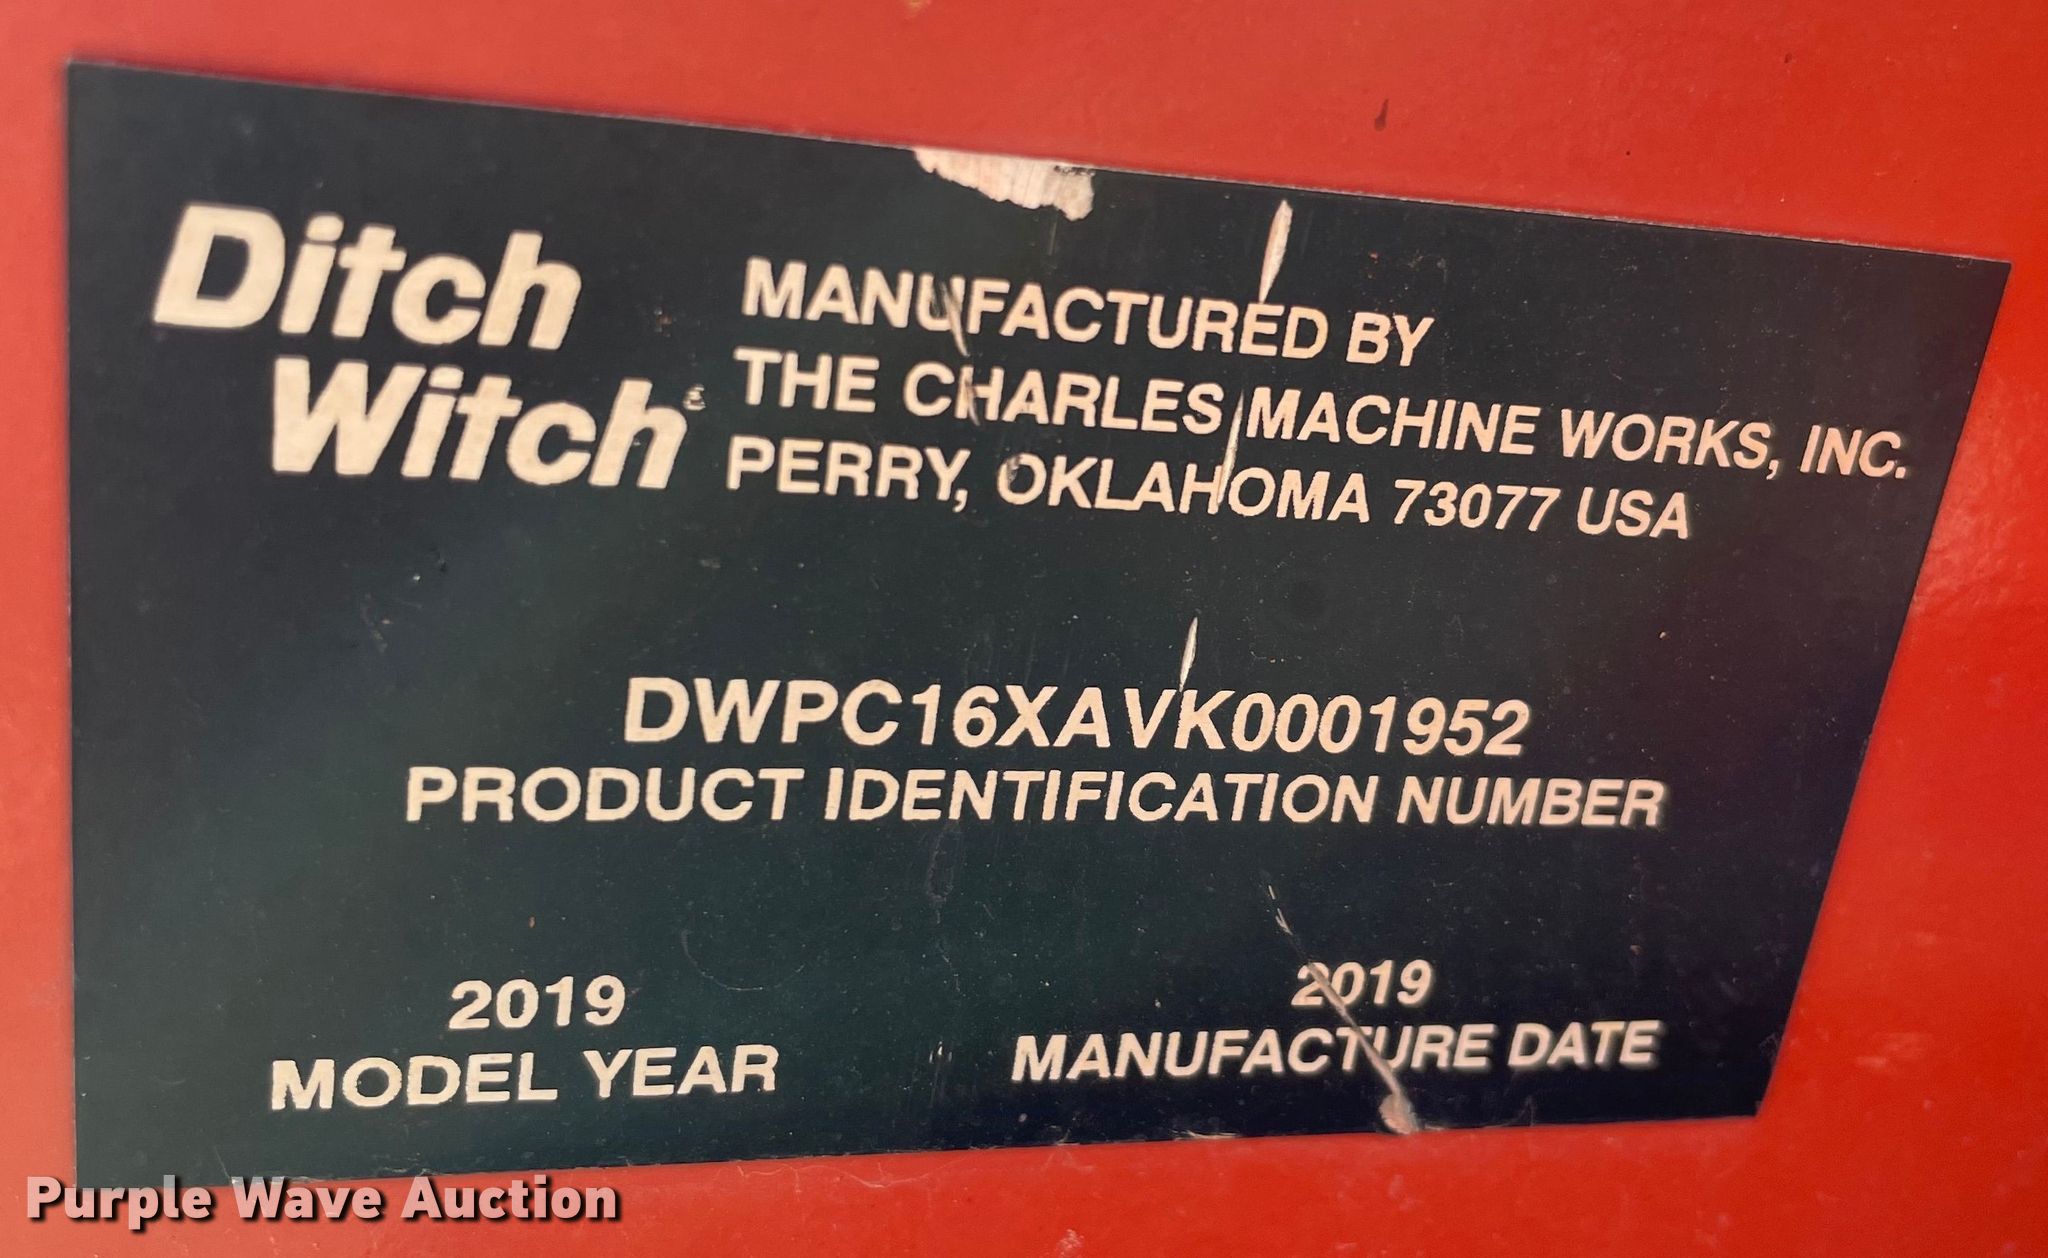 Ditch
Witch®
MANUFACTURED BY
THE CHARLES MACHINE WORKS, INC.
PERRY, OKLAHOMA 73077 USA
DWPC16XAVK0001952
PRODUCT IDENTIFICATION NUMBER
2019
MODEL YEAR
2019
MANUFACTURE DATE
Purple Wave Auction